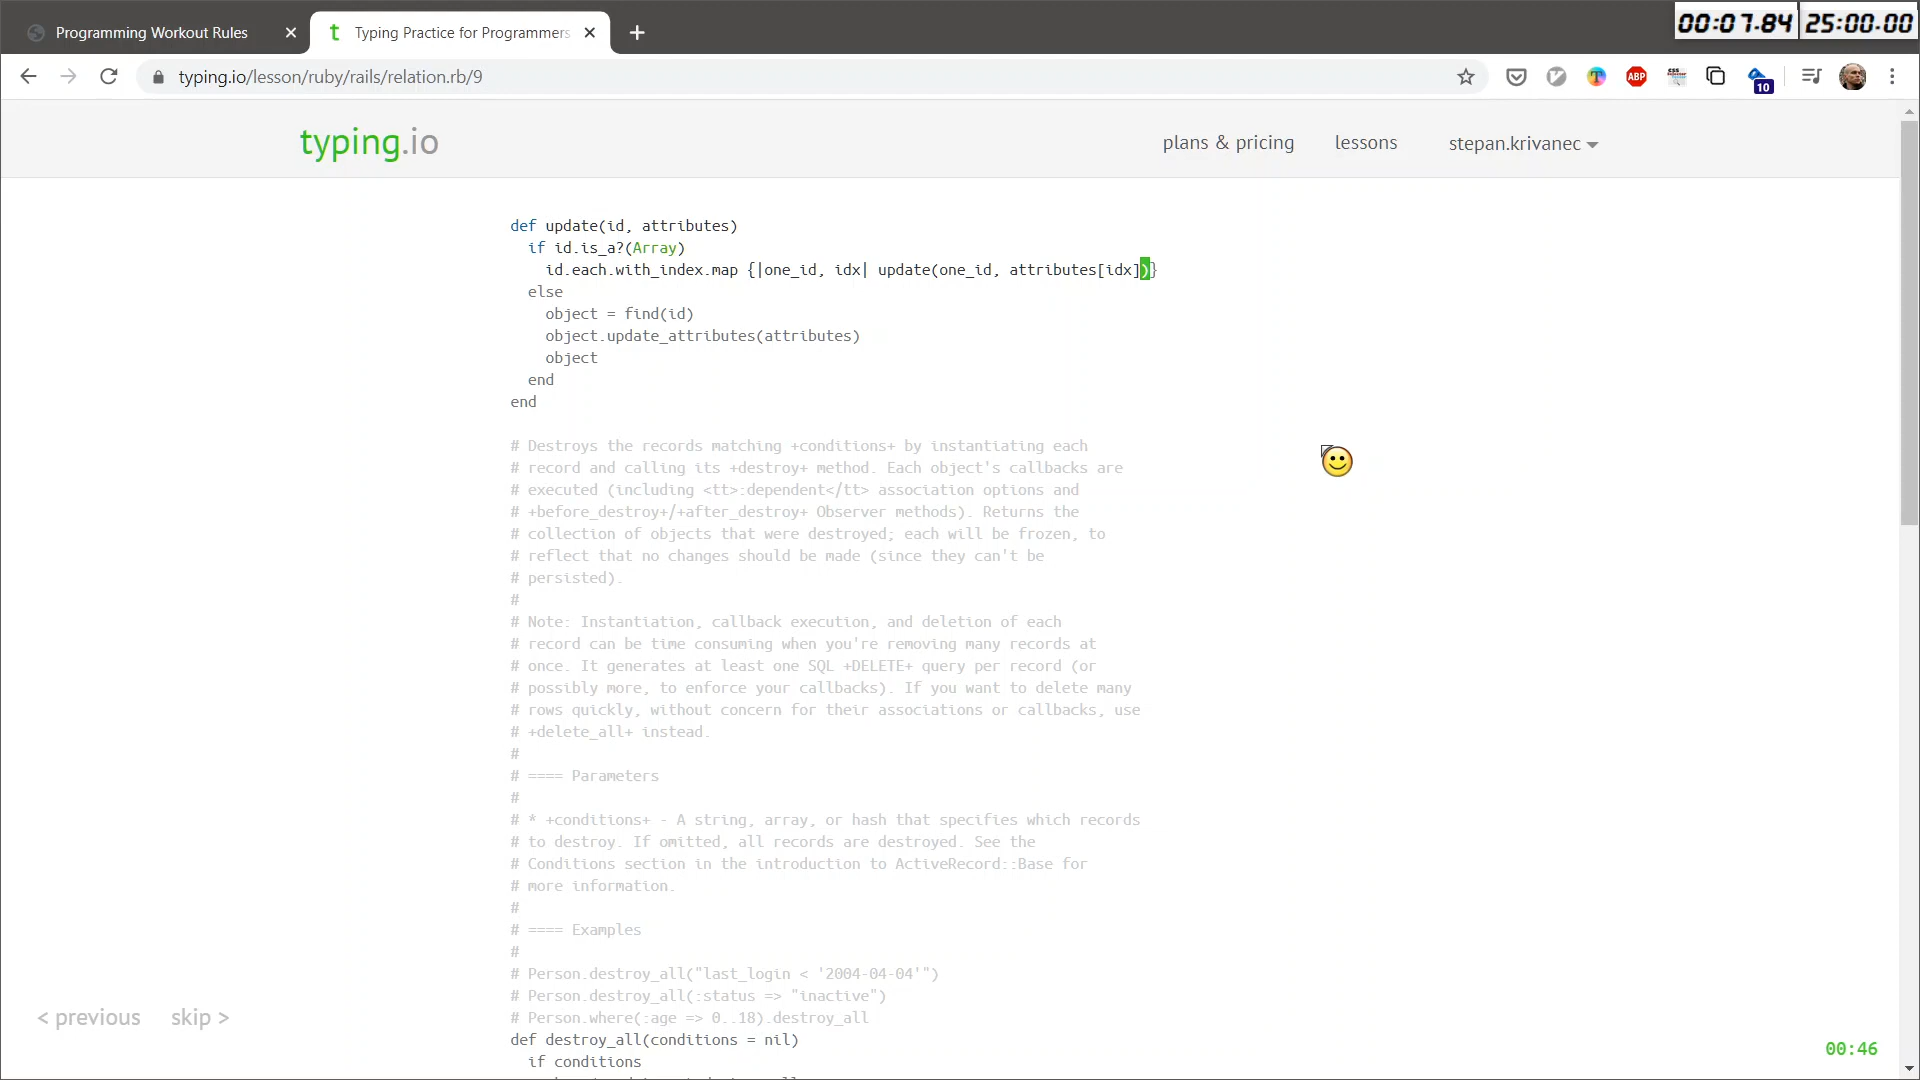 Programming Workout Rules
t Typing Practice for Programmers
00:07.84 25:00.00
typing.io/lesson/ruby/rails/relation.rb/9
ABP
10
typing.io
plans & pricing lessons stepan.krivanec
def update(id, attributes)
if id.is_a?(Array)
id.each.with_index.map {|one_id, idx| update(one_id, attributes[idx])}
else
object = find(id)
object.update_attributes(attributes)
object
end
end
# Destroys the records matching +conditions+ by instantiating each
# record and calling its +destroy+ method. Each object's callbacks are
# executed (including <tt>:dependent</tt> association options and
# +before_destroy+/+after_destroy+ Observer methods). Returns the
# collection of objects that were destroyed; each will be frozen, to
# reflect that no changes should be made (since they can't be
# persisted).
#
# Note: Instantiation, callback execution, and deletion of each
# record can be time consuming when you're removing many records at
# once. It generates at least one SQL +DELETE+ query per record (or
# possibly more, to enforce your callbacks). If you want to delete many
# rows quickly, without concern for their associations or callbacks, use
# +delete_all+ instead.
#
# ==== Parameters
#
# * +conditions+ - A string, array, or hash that specifies which records
# to destroy. If omitted, all records are destroyed. See the
# Conditions section in the introduction to ActiveRecord::Base for
# more information.
#
# ==== Examples
#
# Person.destroy_all("last_login < '2004-04-04'")
# Person.destroy_all(:status => "inactive")
# Person.where(:age => 0..18).destroy_all
def destroy_all(conditions = nil)
if conditions
< previous skip >
00:46